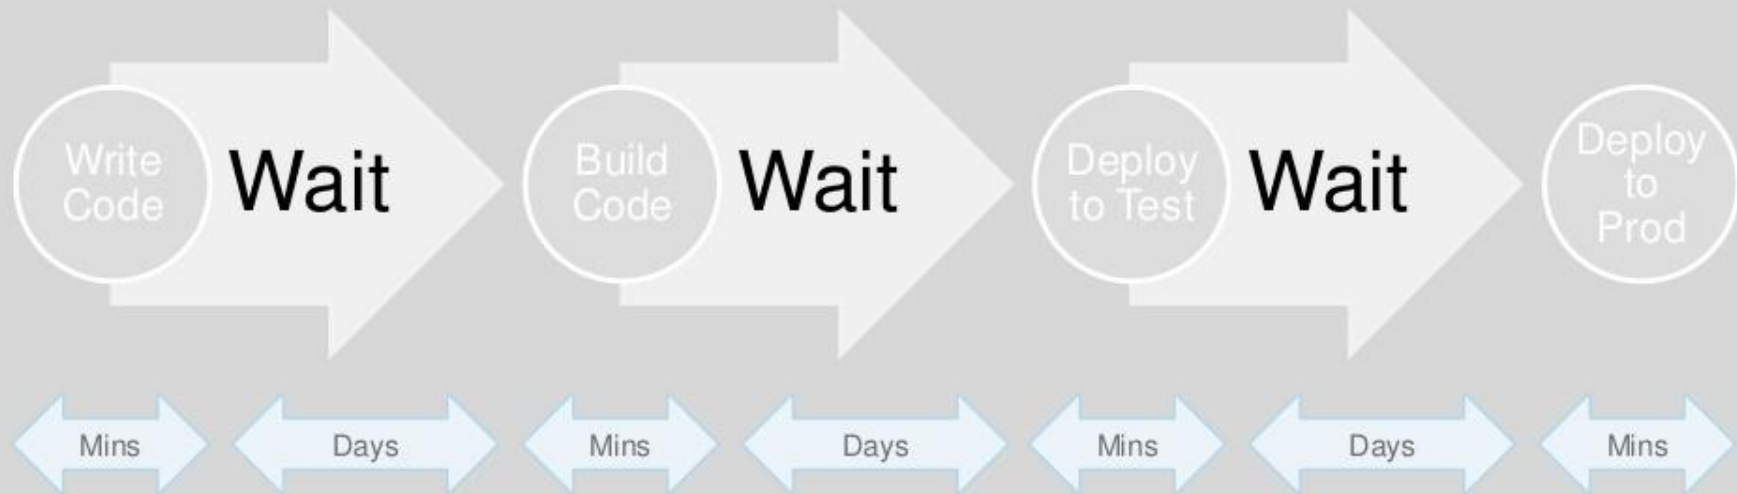 Write
Code
Wait
Build
Code
Wait
Deploy
to Test
Wait
Deploy
to
Prod
Mins
Days
Mins
Days
Mins
Days
Mins